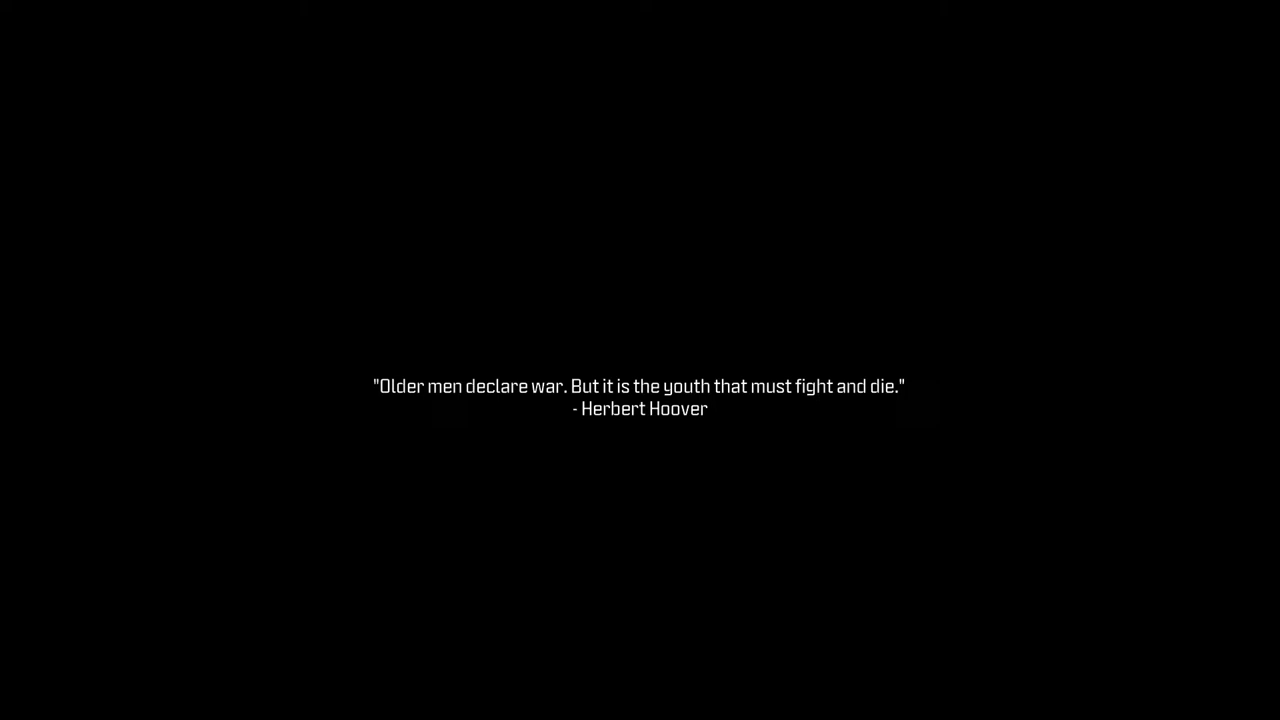 "Older men declare war. But it is the youth that must fight and die."
- Herbert Hoover